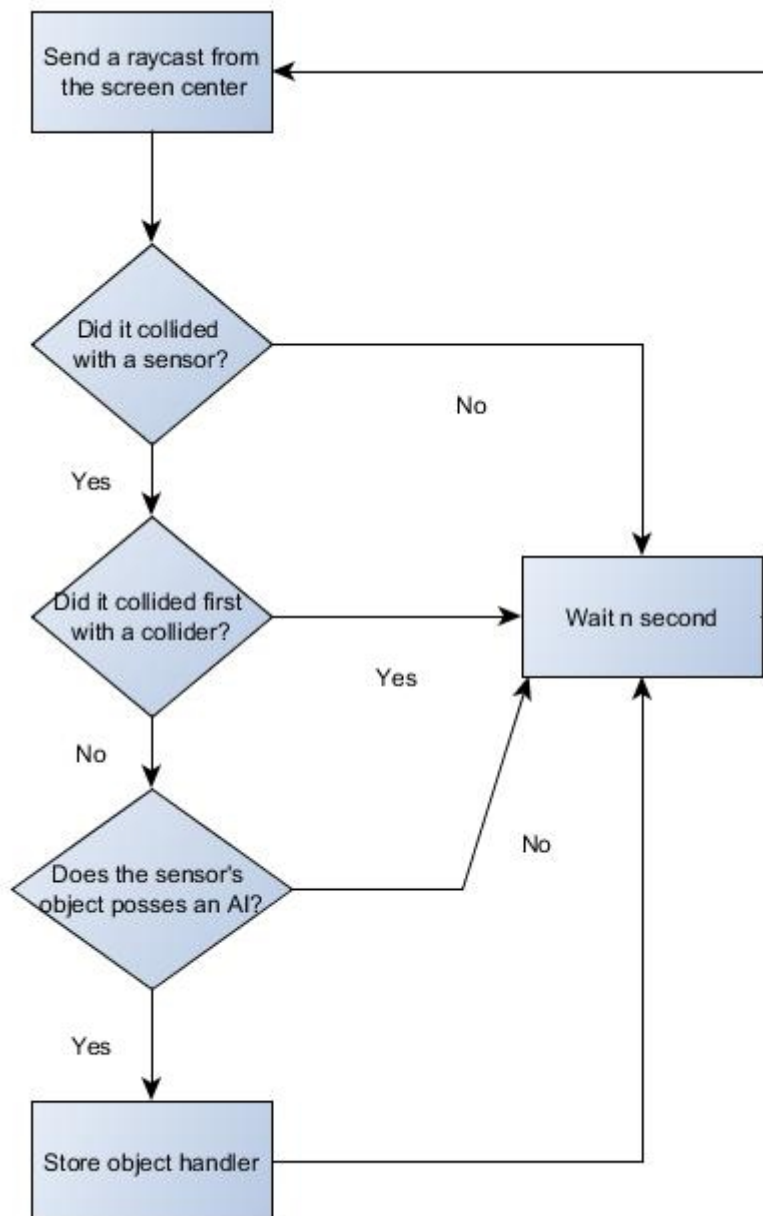 Send a raycast from
the screen center
Did it collided
with a sensor?
No
Yes
Did it collided first
with a collider?
Wait n second
Yes
No
Does the sensor's
object posses an AI?
No
Yes
Store object handler